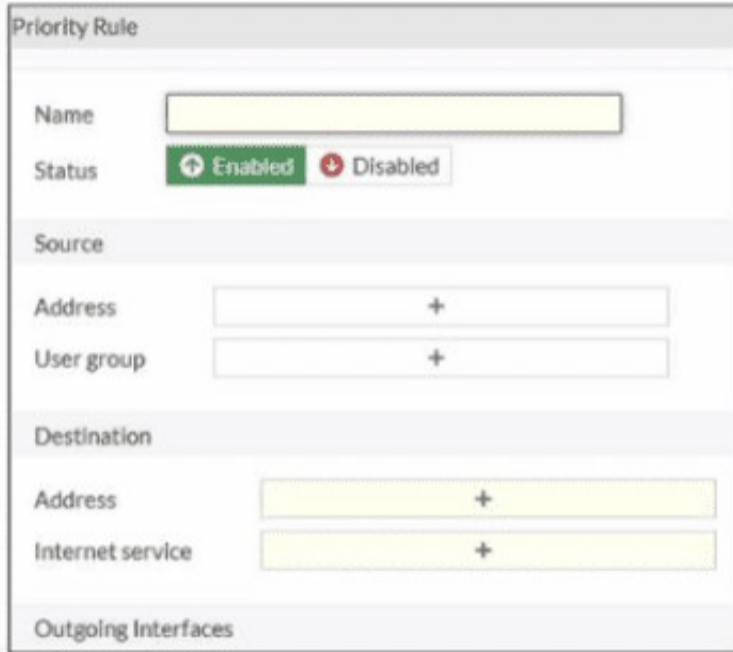 Priority Rule
Name
Status Enabled Disabled
Source
Address +
User group +
Destination
Address +
Internet service +
Outgoing Interfaces